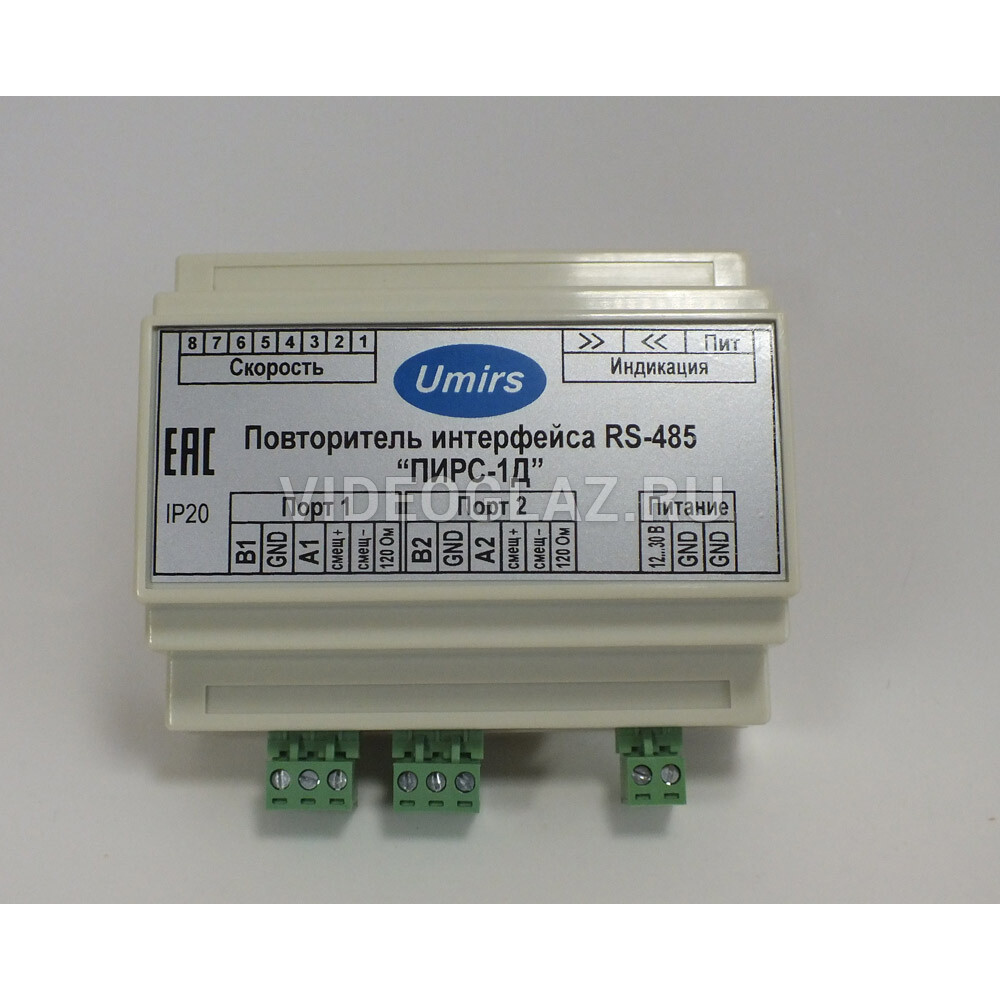 8 7 6 5 4 3 2 1
Скорость
Umirs
>> << Пит
Индикация
EAC
Повторитель интерфейса RS-485
“ПИРС-1Д”
IP20
VIDEOGLAZ.RU
Порт 1
B1 GND A1 смещ+ смещ- 120 Ом
Порт 2
B2 GND A2 смещ+ смещ- 120 Ом
Питание
12...30 В GND GND